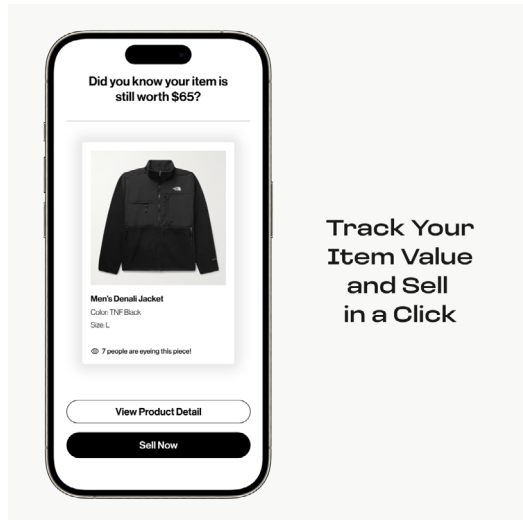 Did you know your item is
still worth $65?
Men's Denali Jacket
Color: TNF Black
Size: L
7 people are eyeing this piece!
View Product Detail
Sell Now
Track Your
Item Value
and Sell
in a Click